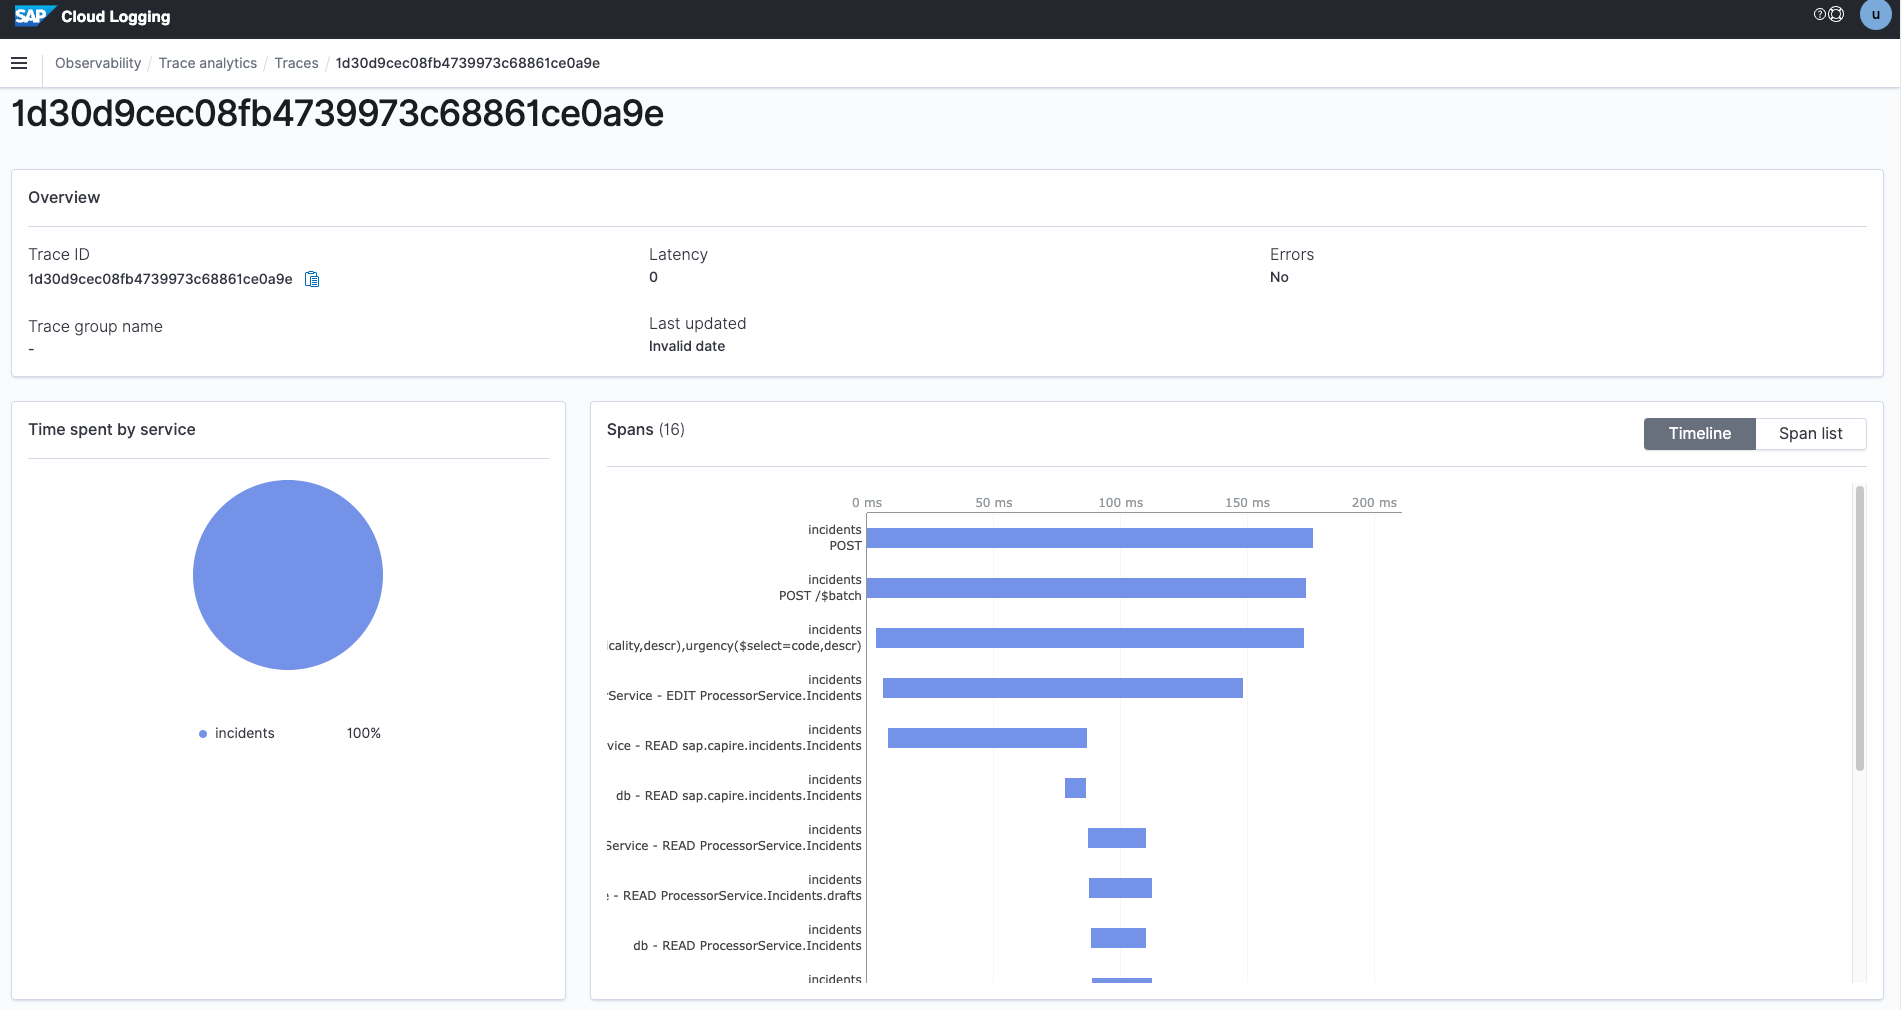 SAP Cloud Logging
u
Observability / Trace analytics / Traces / 1d30d9cec08fb4739973c68861ce0a9e
1d30d9cec08fb4739973c68861ce0a9e
Overview
Trace ID
1d30d9cec08fb4739973c68861ce0a9e
Latency
0
Errors
No
Trace group name
-
Last updated
Invalid date
Time spent by service
incidents 100%
Spans (16)
Timeline
Span list
0 ms 50 ms 100 ms 150 ms 200 ms
incidents
POST
incidents
POST /$batch
incidents
icality,descr),urgency($select=code,descr)
incidents
rService - EDIT ProcessorService.Incidents
incidents
vice - READ sap.capire.incidents.Incidents
incidents
db - READ sap.capire.incidents.Incidents
incidents
Service - READ ProcessorService.Incidents
incidents
e - READ ProcessorService.Incidents.drafts
incidents
db - READ ProcessorService.Incidents
incidents